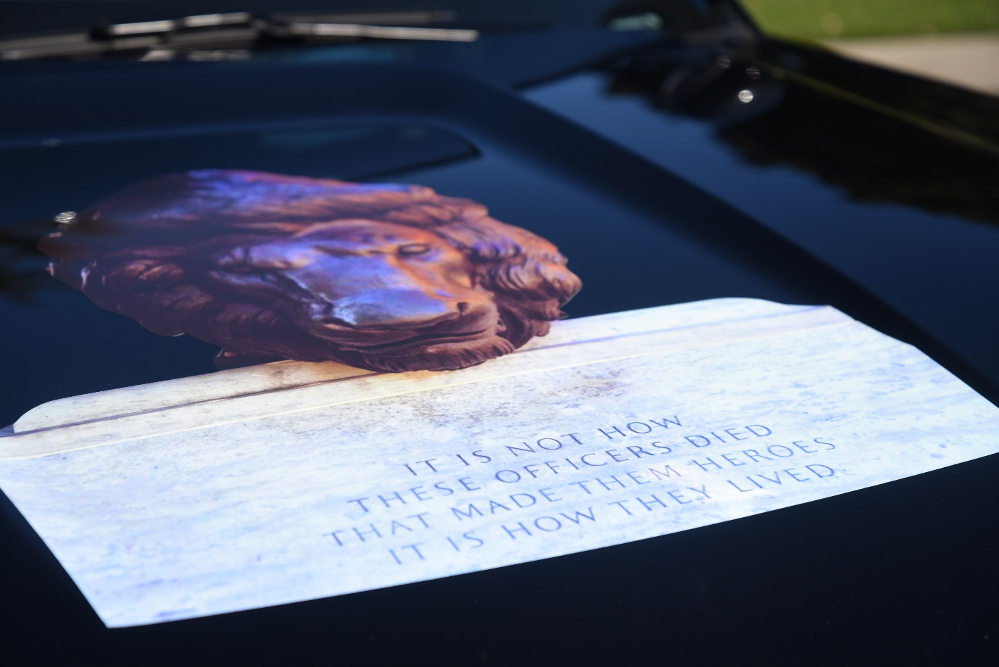 IT IS NOT HOW
THESE OFFICERS DIED
THAT MADE THEM HEROES
IT IS HOW THEY LIVED